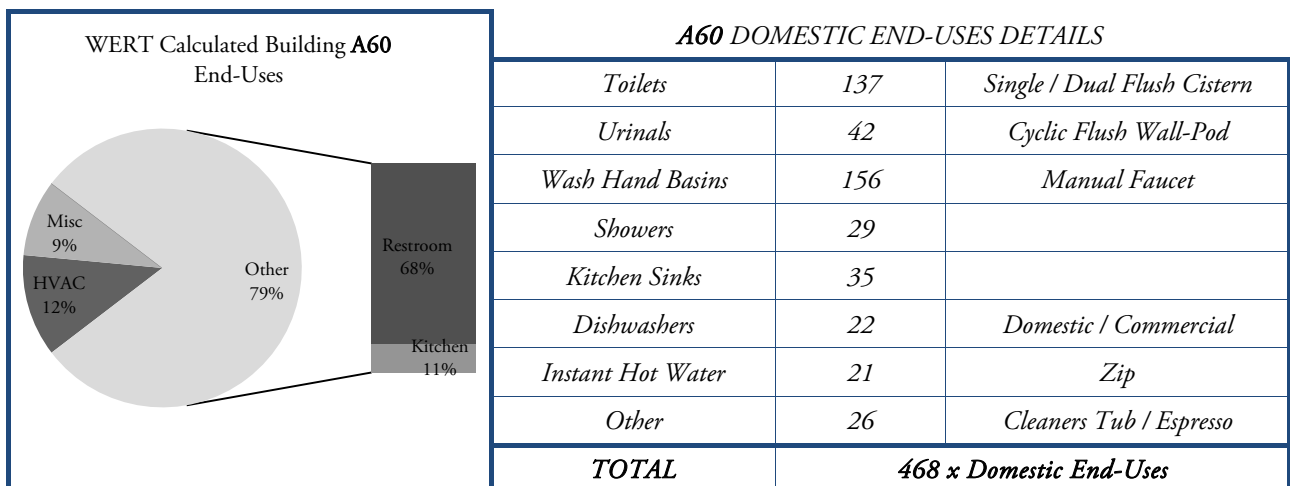 WERT Calculated Building A60
End-Uses
Misc
9%
HVAC
12%
Other
79%
Restroom
68%
Kitchen
11%
A60 DOMESTIC END-USES DETAILS
Toilets 137 Single / Dual Flush Cistern
Urinals 42 Cyclic Flush Wall-Pod
Wash Hand Basins 156 Manual Faucet
Showers 29
Kitchen Sinks 35
Dishwashers 22 Domestic / Commercial
Instant Hot Water 21 Zip
Other 26 Cleaners Tub / Espresso
TOTAL 468 x Domestic End-Uses